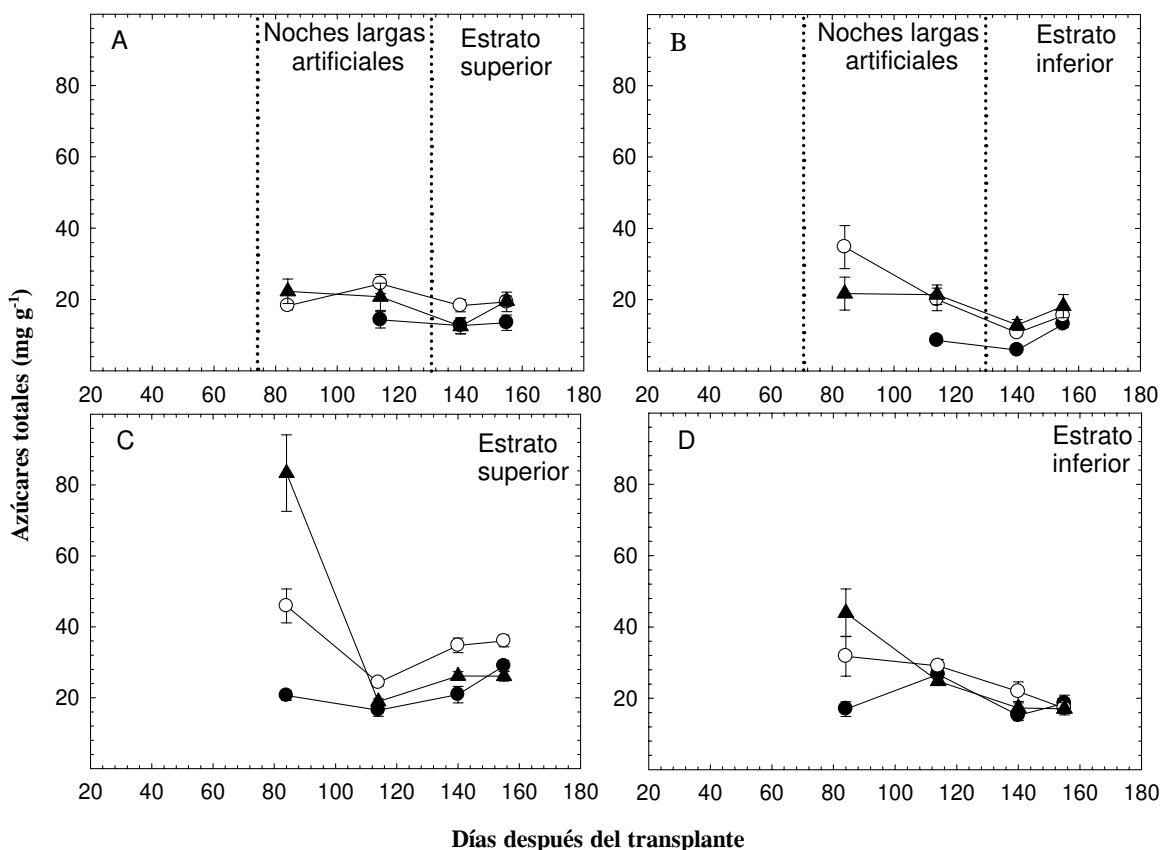 A
Noches largas
artificiales
Estrato
superior
80
60
40
20
20 40 60 80 100 120 140 160 180
B
Noches largas
artificiales
Estrato
inferior
80
60
40
20
20 40 60 80 100 120 140 160 180
C
Estrato
superior
80
60
40
20
20 40 60 80 100 120 140 160 180
D
Estrato
inferior
80
60
40
20
20 40 60 80 100 120 140 160 180
Azúcares totales (mg g⁻¹)
Días después del transplante